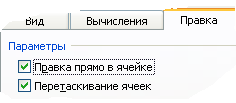 Вид Вычисления Правка
Параметры
Правка прямо в ячейке
Перетаскивание ячеек